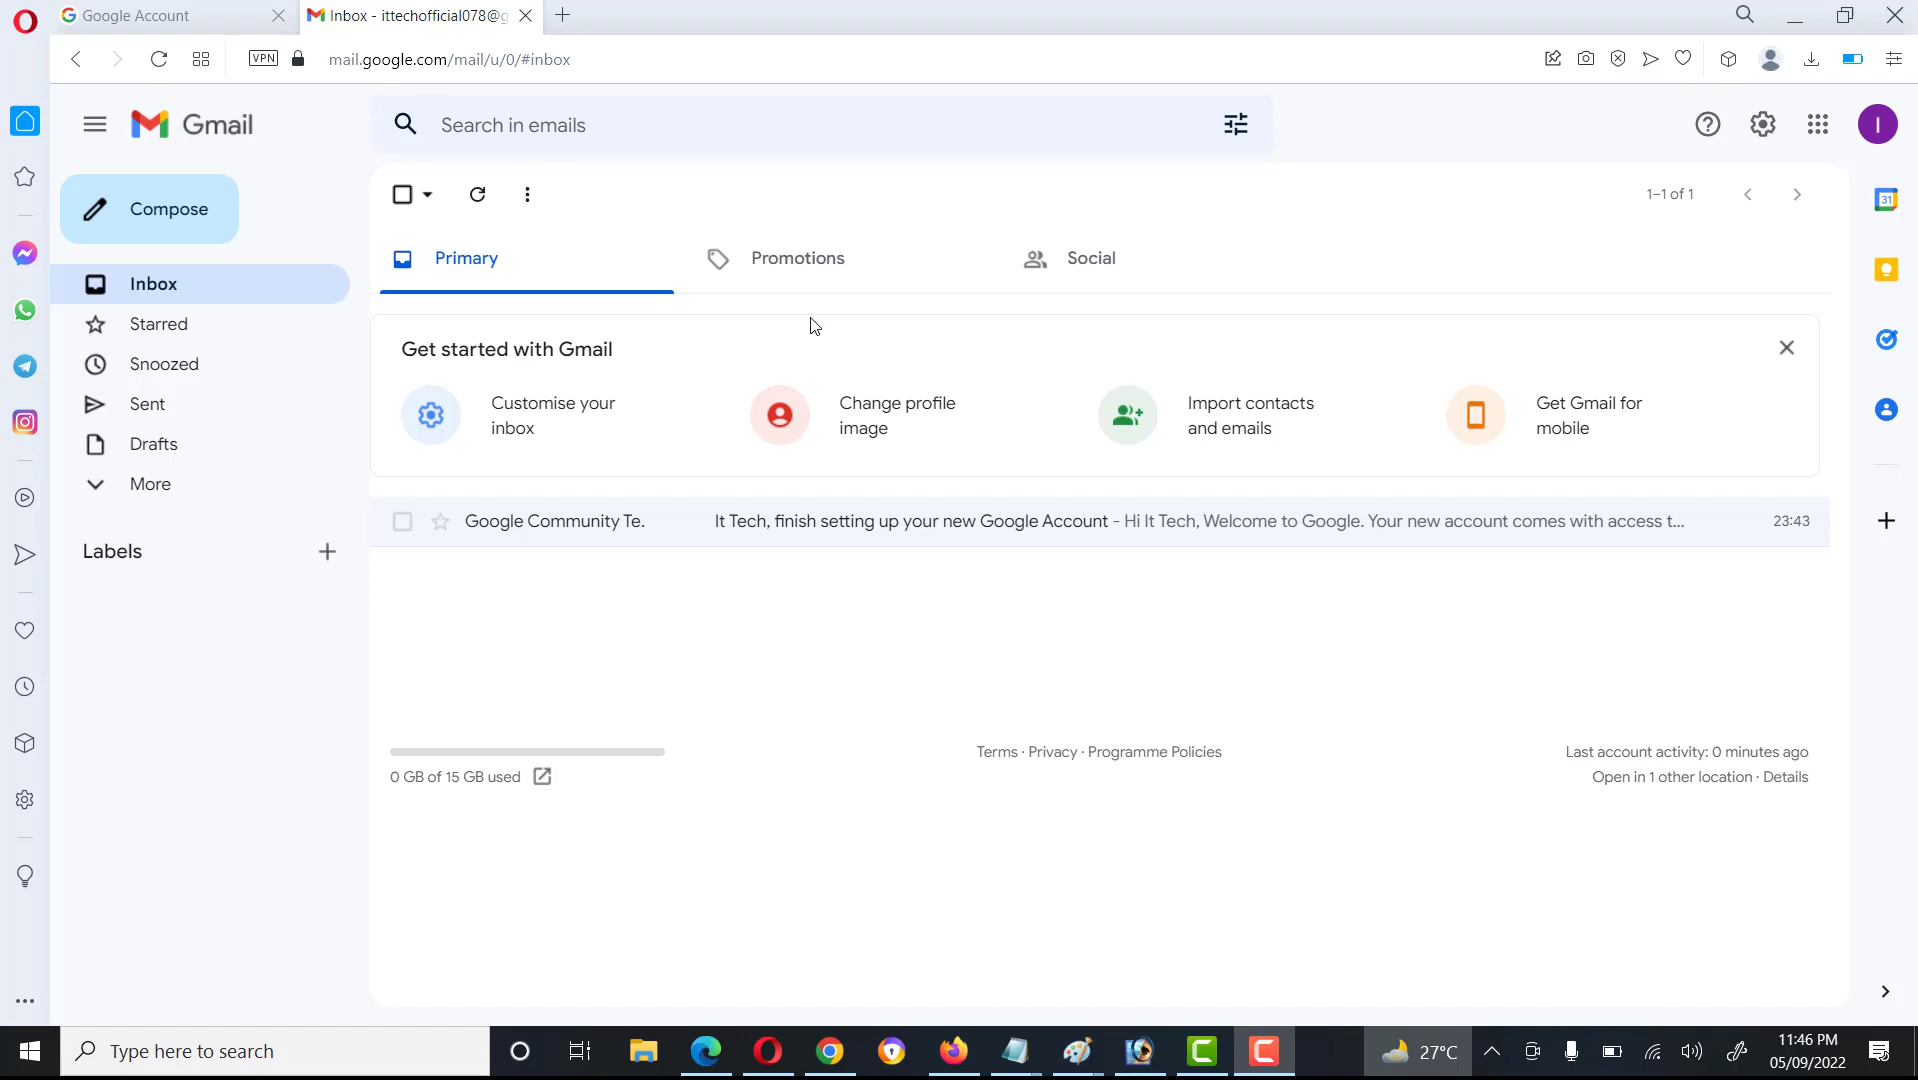 Google Account
Inbox - ittechofficial078@g
VPN
mail.google.com/mail/u/0/#inbox
Gmail
Search in emails
I
Compose
1–1 of 1
31
Primary
Promotions
Social
Inbox
Starred
Snoozed
Sent
Drafts
More
Get started with Gmail
Customise your
inbox
Change profile
image
Import contacts
and emails
Get Gmail for
mobile
Google Community Te.
It Tech, finish setting up your new Google Account - Hi It Tech, Welcome to Google. Your new account comes with access t...
23:43
Labels
0 GB of 15 GB used
Terms · Privacy · Programme Policies
Last account activity: 0 minutes ago
Open in 1 other location · Details
Type here to search
27°C
11:46 PM
05/09/2022